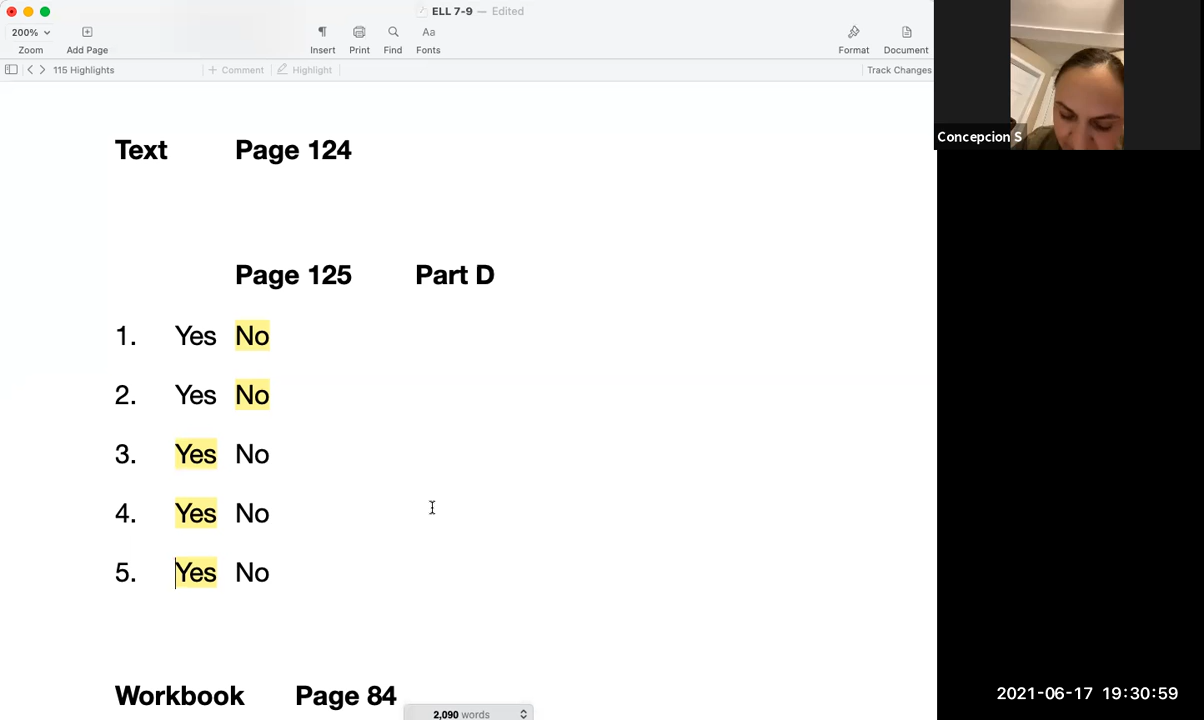 ELL 7-9 — Edited
200%
Zoom
Add Page
Insert
Print
Find
Aa
Fonts
Format
Document
115 Highlights
+ Comment
Highlight
Track Changes
Concepcion S
Text Page 124
Page 125 Part D
1. Yes No
2. Yes No
3. Yes No
4. Yes No
5. Yes No
Workbook Page 84
2,090 words
2021-06-17 19:30:59